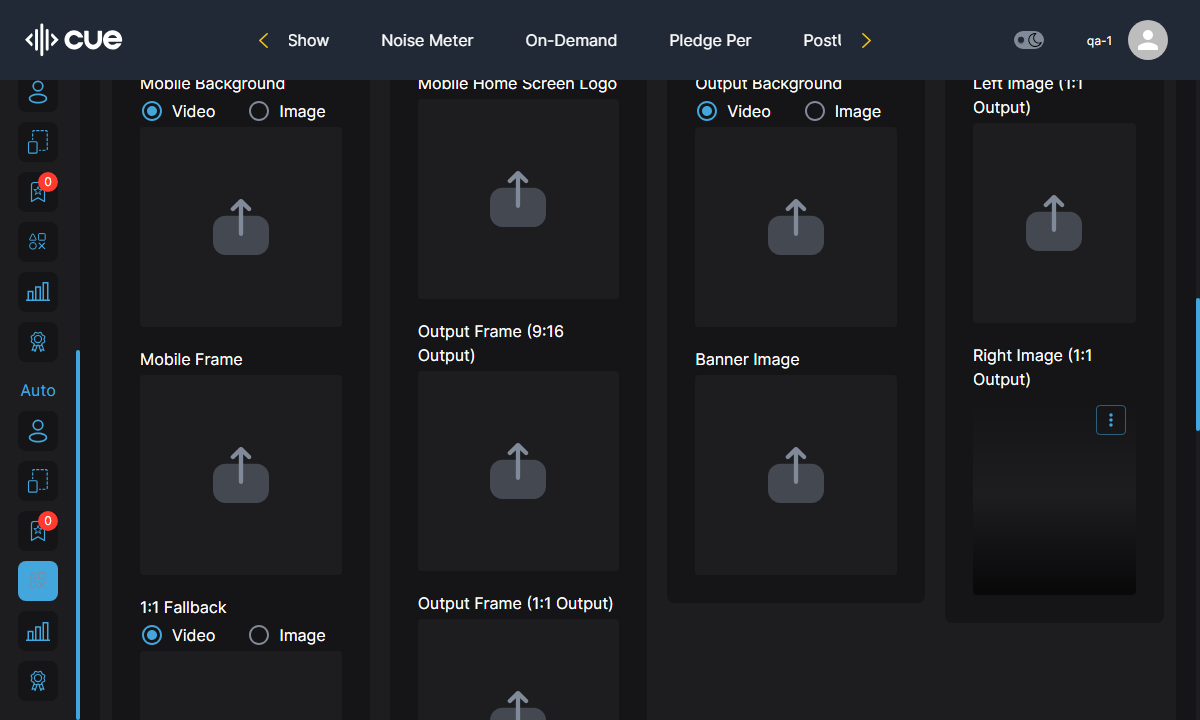 cue
Show
Noise Meter
On-Demand
Pledge Per
qa-1
0
Auto
0
Mobile Background
Video
Image
Mobile Frame
1:1 Fallback
Video
Image
Mobile Home Screen Logo
Output Frame (9:16
Output)
Output Frame (1:1 Output)
Output Background
Video
Image
Banner Image
Left Image (1:1
Output)
Right Image (1:1
Output)